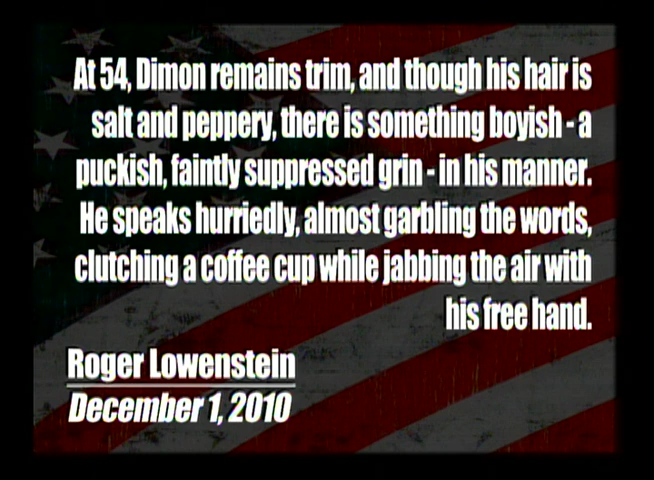 At 54, Dimon remains trim, and though his hair is
salt and peppery, there is something boyish - a
puckish, faintly suppressed grin - in his manner.
He speaks hurriedly, almost garbling the words,
clutching a coffee cup while jabbing the air with
his free hand.
Roger Lowenstein
December 1, 2010